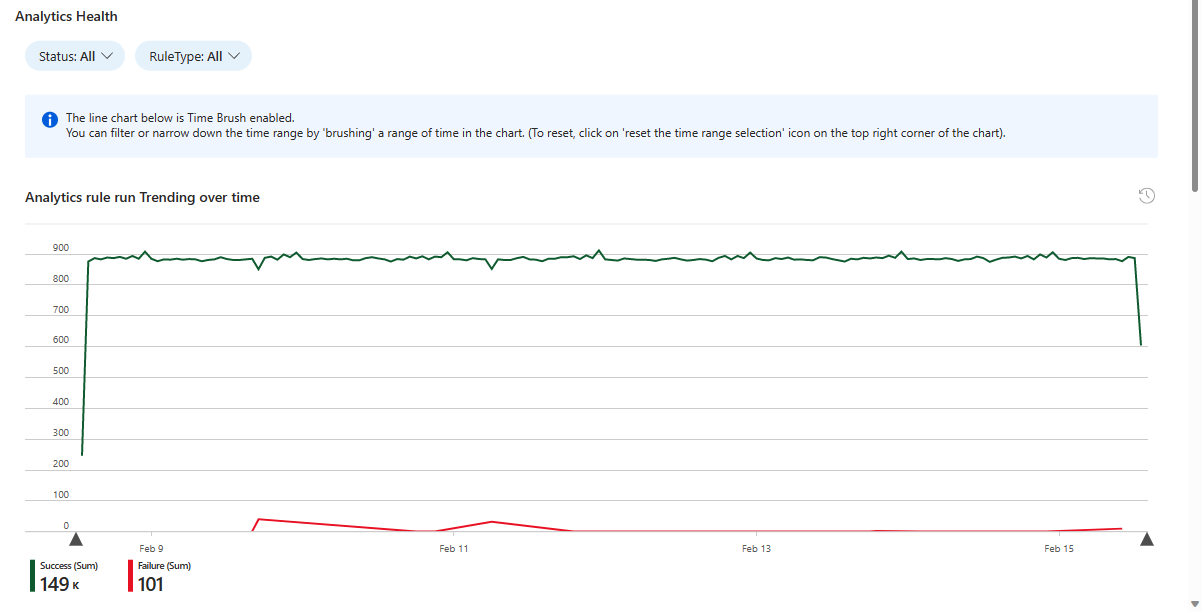 Analytics Health
Status: All
RuleType: All
The line chart below is Time Brush enabled.
You can filter or narrow down the time range by 'brushing' a range of time in the chart. (To reset, click on 'reset the time range selection' icon on the top right corner of the chart).
Analytics rule run Trending over time
900
800
700
600
500
400
300
200
100
0
Feb 9
Feb 11
Feb 13
Feb 15
Success (Sum)
149 K
Failure (Sum)
101